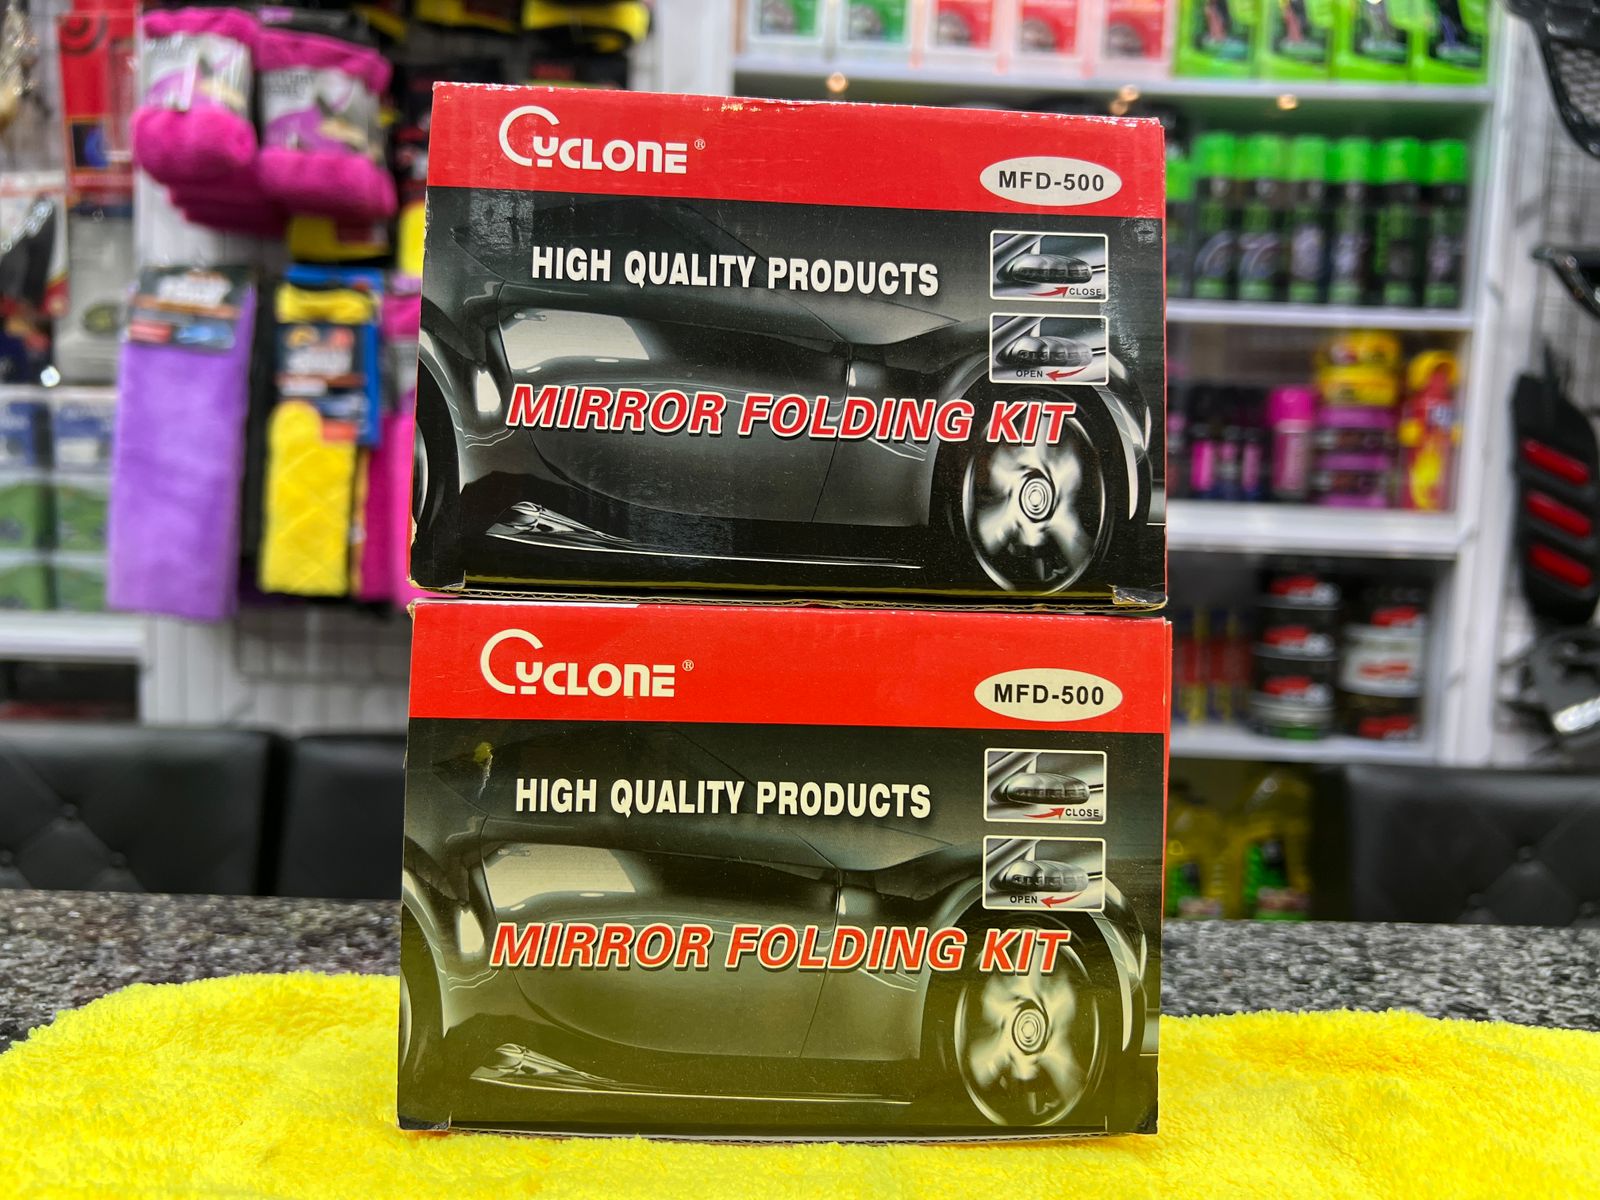 CYCLONE®
MFD-500
HIGH QUALITY PRODUCTS
CLOSE
OPEN
MIRROR FOLDING KIT
CYCLONE®
MFD-500
HIGH QUALITY PRODUCTS
CLOSE
OPEN
MIRROR FOLDING KIT